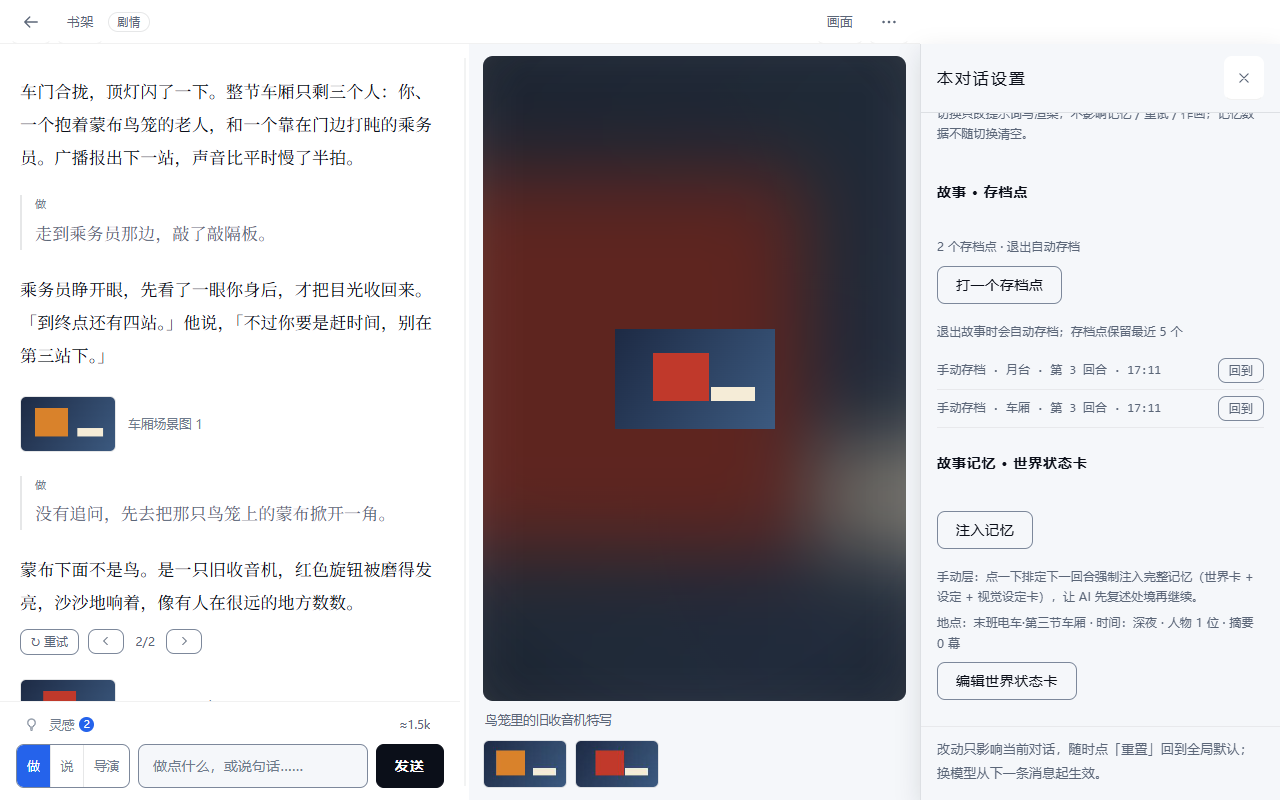 书架
剧情
画面
车门合拢，顶灯闪了一下。整节车厢只剩三个人：你、
一个抱着蒙布鸟笼的老人，和一个靠在门边打盹的乘务
员。广播报出下一站，声音比平时慢了半拍。
做
走到乘务员那边，敲了敲隔板。
乘务员睁开眼，先看了一眼你身后，才把目光收回来。
「到终点还有四站。」他说，「不过你要是赶时间，别在
第三站下。」
车厢场景图 1
做
没有追问，先去把那只鸟笼上的蒙布掀开一角。
蒙布下面不是鸟。是一只旧收音机，红色旋钮被磨得发
亮，沙沙地响着，像有人在很远的地方数数。
↻ 重试
2/2
灵感 2
≈1.5k
做
说
导演
做点什么，或说句话……
发送
鸟笼里的旧收音机特写
本对话设置
切换只改提示词与渲染，不影响记忆 / 重试 / 作画；记忆数
据不随切换清空。
故事 • 存档点
2 个存档点 · 退出自动存档
打一个存档点
退出故事时会自动存档；存档点保留最近 5 个
手动存档 · 月台 · 第 3 回合 · 17:11
回到
手动存档 · 车厢 · 第 3 回合 · 17:11
回到
故事记忆 • 世界状态卡
注入记忆
手动层：点一下排定下一回合强制注入完整记忆（世界卡 +
设定 + 视觉设定卡），让 AI 先复述处境再继续。
地点：末班电车·第三节车厢 · 时间：深夜 · 人物 1 位 · 摘要
0 幕
编辑世界状态卡
改动只影响当前对话，随时点「重置」回到全局默认；
换模型从下一条消息起生效。